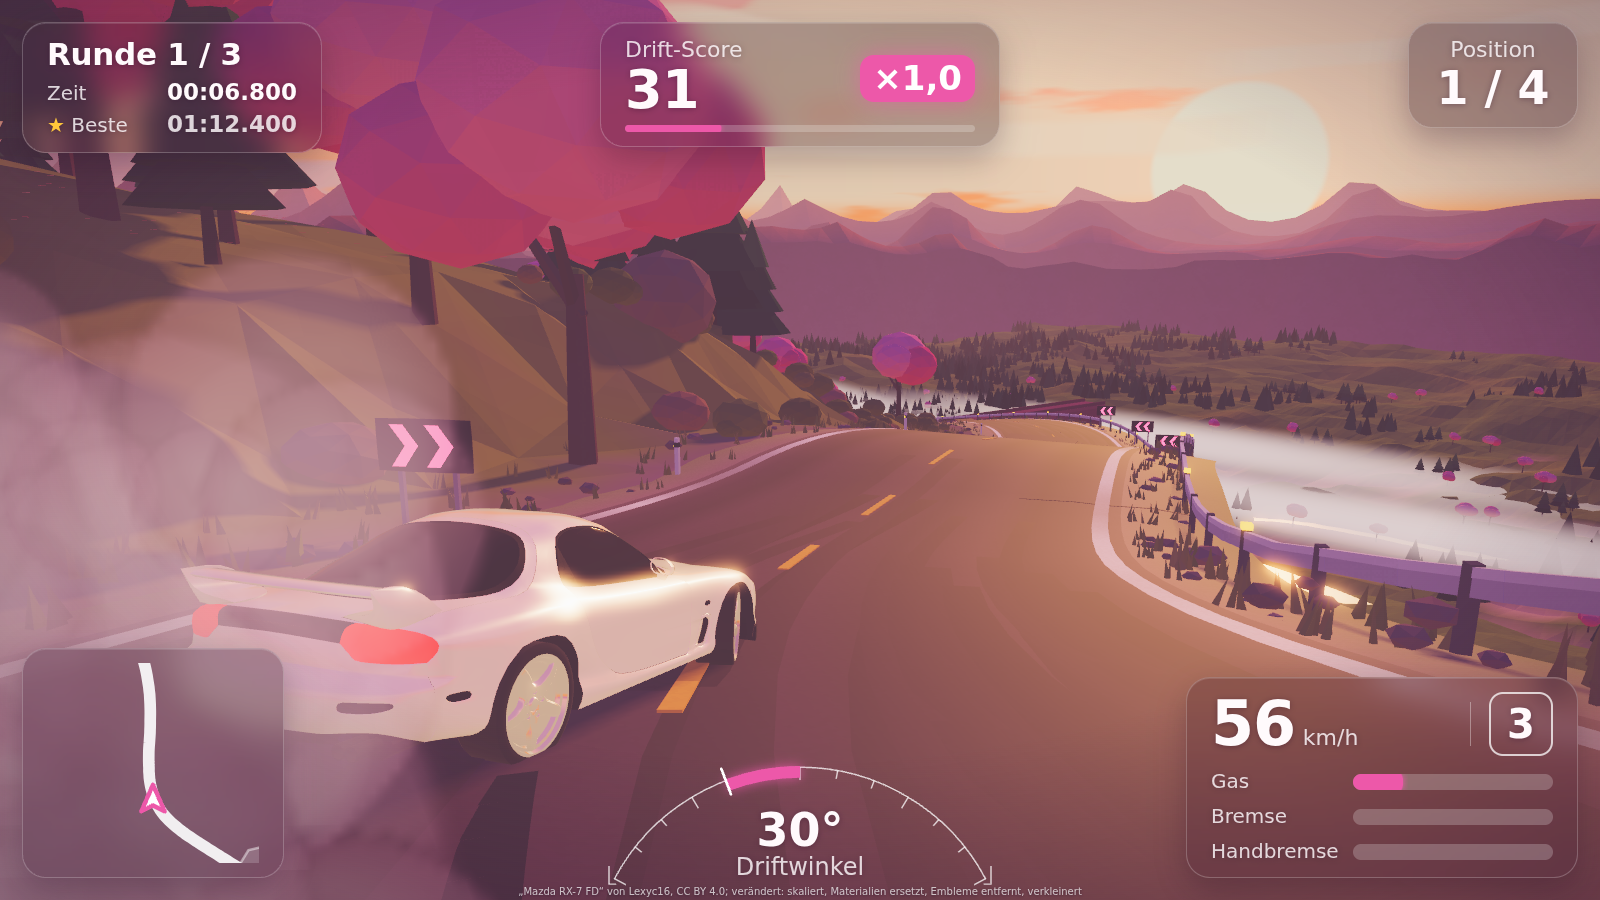 Runde 1 / 3
Zeit 00:06.800
★ Beste 01:12.400
Drift-Score
31
×1,0
Position
1 / 4
56 km/h
3
Gas
Bremse
Handbremse
30°
Driftwinkel
„Mazda RX-7 FD“ von Lexyc16, CC BY 4.0; verändert: skaliert, Materialien ersetzt, Embleme entfernt, verkleinert